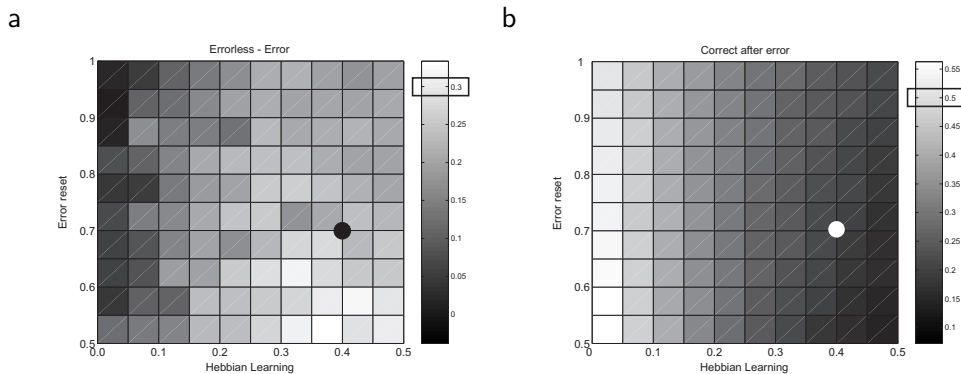 a
Errorless - Error
Error reset
1
0.9
0.8
0.7
0.6
0.5
0.0 0.1 0.2 0.3 0.4 0.5
Hebbian Learning
0.3
0.25
0.2
0.15
0.1
0.05
0
b
Correct after error
Error reset
1
0.9
0.8
0.7
0.6
0.5
0 0.1 0.2 0.3 0.4 0.5
Hebbian Learning
0.55
0.5
0.45
0.4
0.35
0.3
0.25
0.2
0.15
0.1